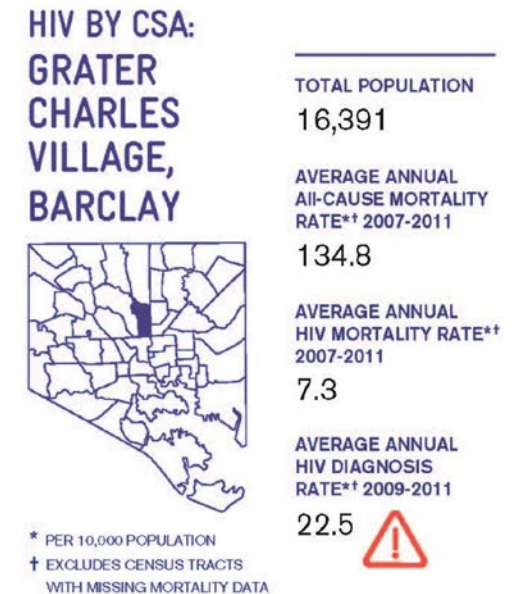 HIV BY CSA:
GRATER
CHARLES
VILLAGE,
BARCLAY
* PER 10,000 POPULATION
† EXCLUDES CENSUS TRACTS
WITH MISSING MORTALITY DATA
TOTAL POPULATION
16,391
AVERAGE ANNUAL
All-CAUSE MORTALITY
RATE*† 2007-2011
134.8
AVERAGE ANNUAL
HIV MORTALITY RATE*†
2007-2011
7.3
AVERAGE ANNUAL
HIV DIAGNOSIS
RATE*† 2009-2011
22.5
!